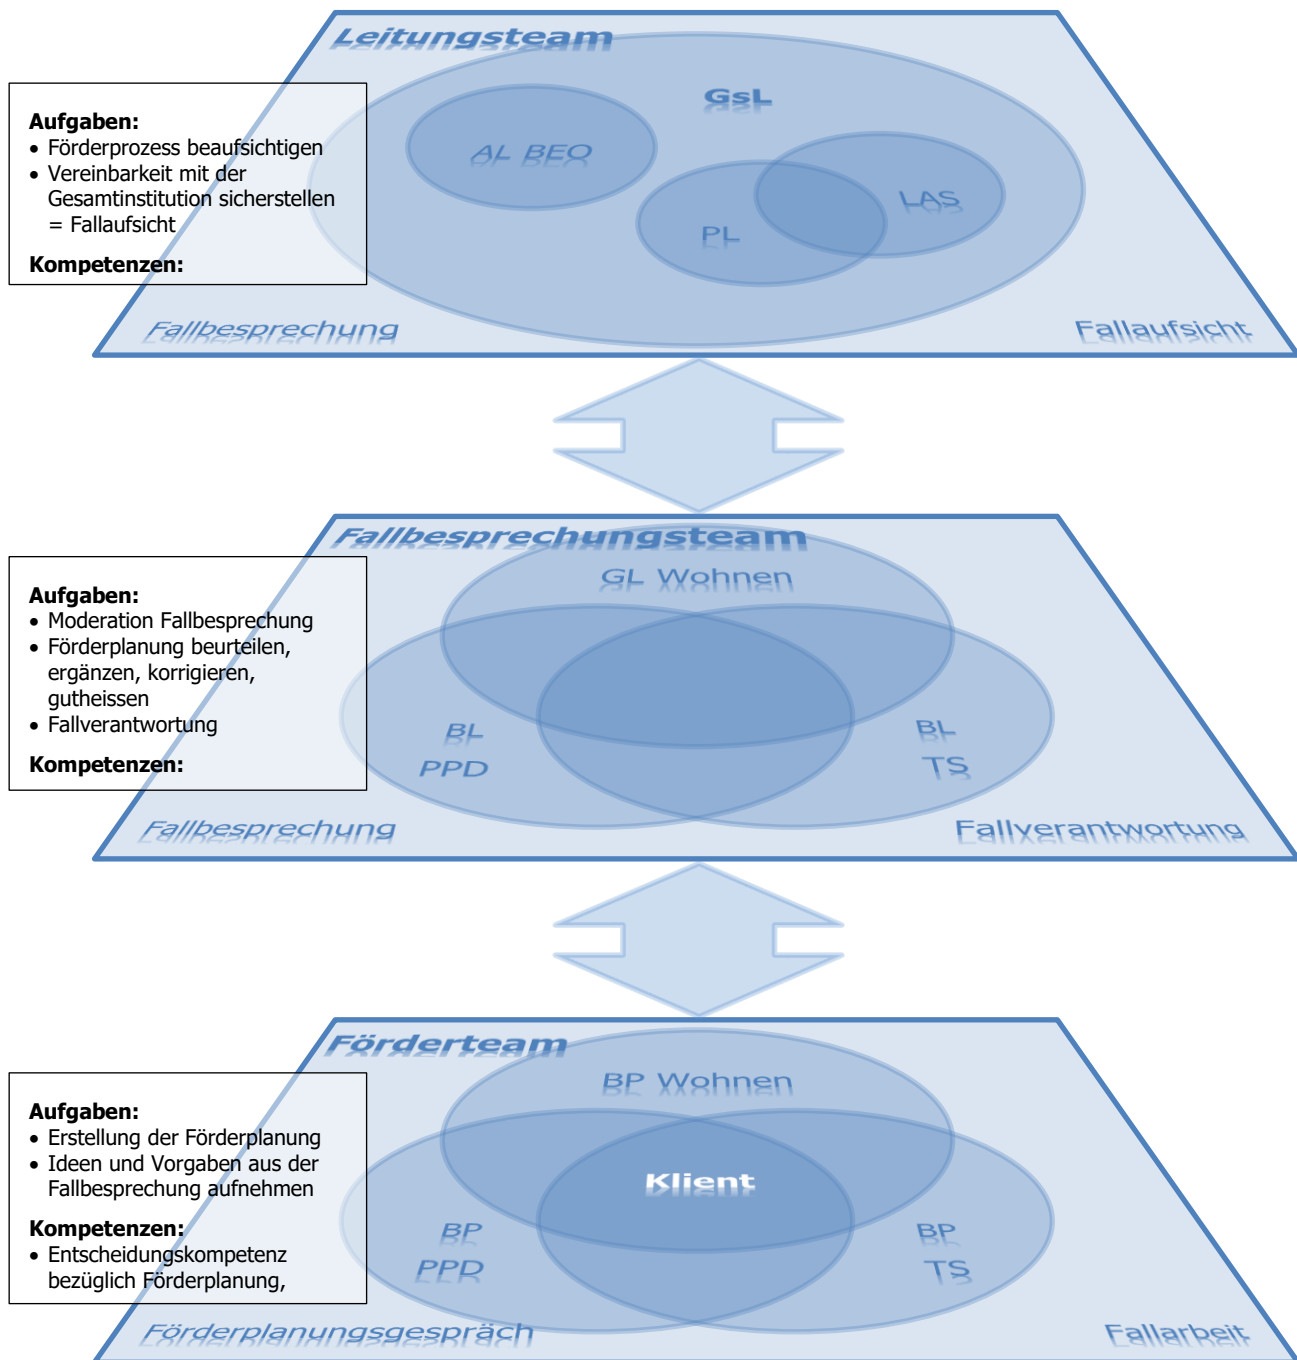 Leitungsteam
GsL
AL BEO
LAS
PL
Aufgaben:
• Förderprozess beaufsichtigen
• Vereinbarkeit mit der
Gesamtinstitution sicherstellen
= Fallaufsicht
Kompetenzen:
Fallbesprechung
Fallaufsicht
Fallbesprechungsteam
GL Wohnen
Aufgaben:
• Moderation Fallbesprechung
• Förderplanung beurteilen,
ergänzen, korrigieren,
gutheissen
• Fallverantwortung
Kompetenzen:
BL
PPD
BL
TS
Fallbesprechung
Fallverantwortung
Förderteam
BP Wohnen
Klient
Aufgaben:
• Erstellung der Förderplanung
• Ideen und Vorgaben aus der
Fallbesprechung aufnehmen
Kompetenzen:
• Entscheidungskompetenz
bezüglich Förderplanung,
BP
PPD
BP
TS
Förderplanungsgespräch
Fallarbeit